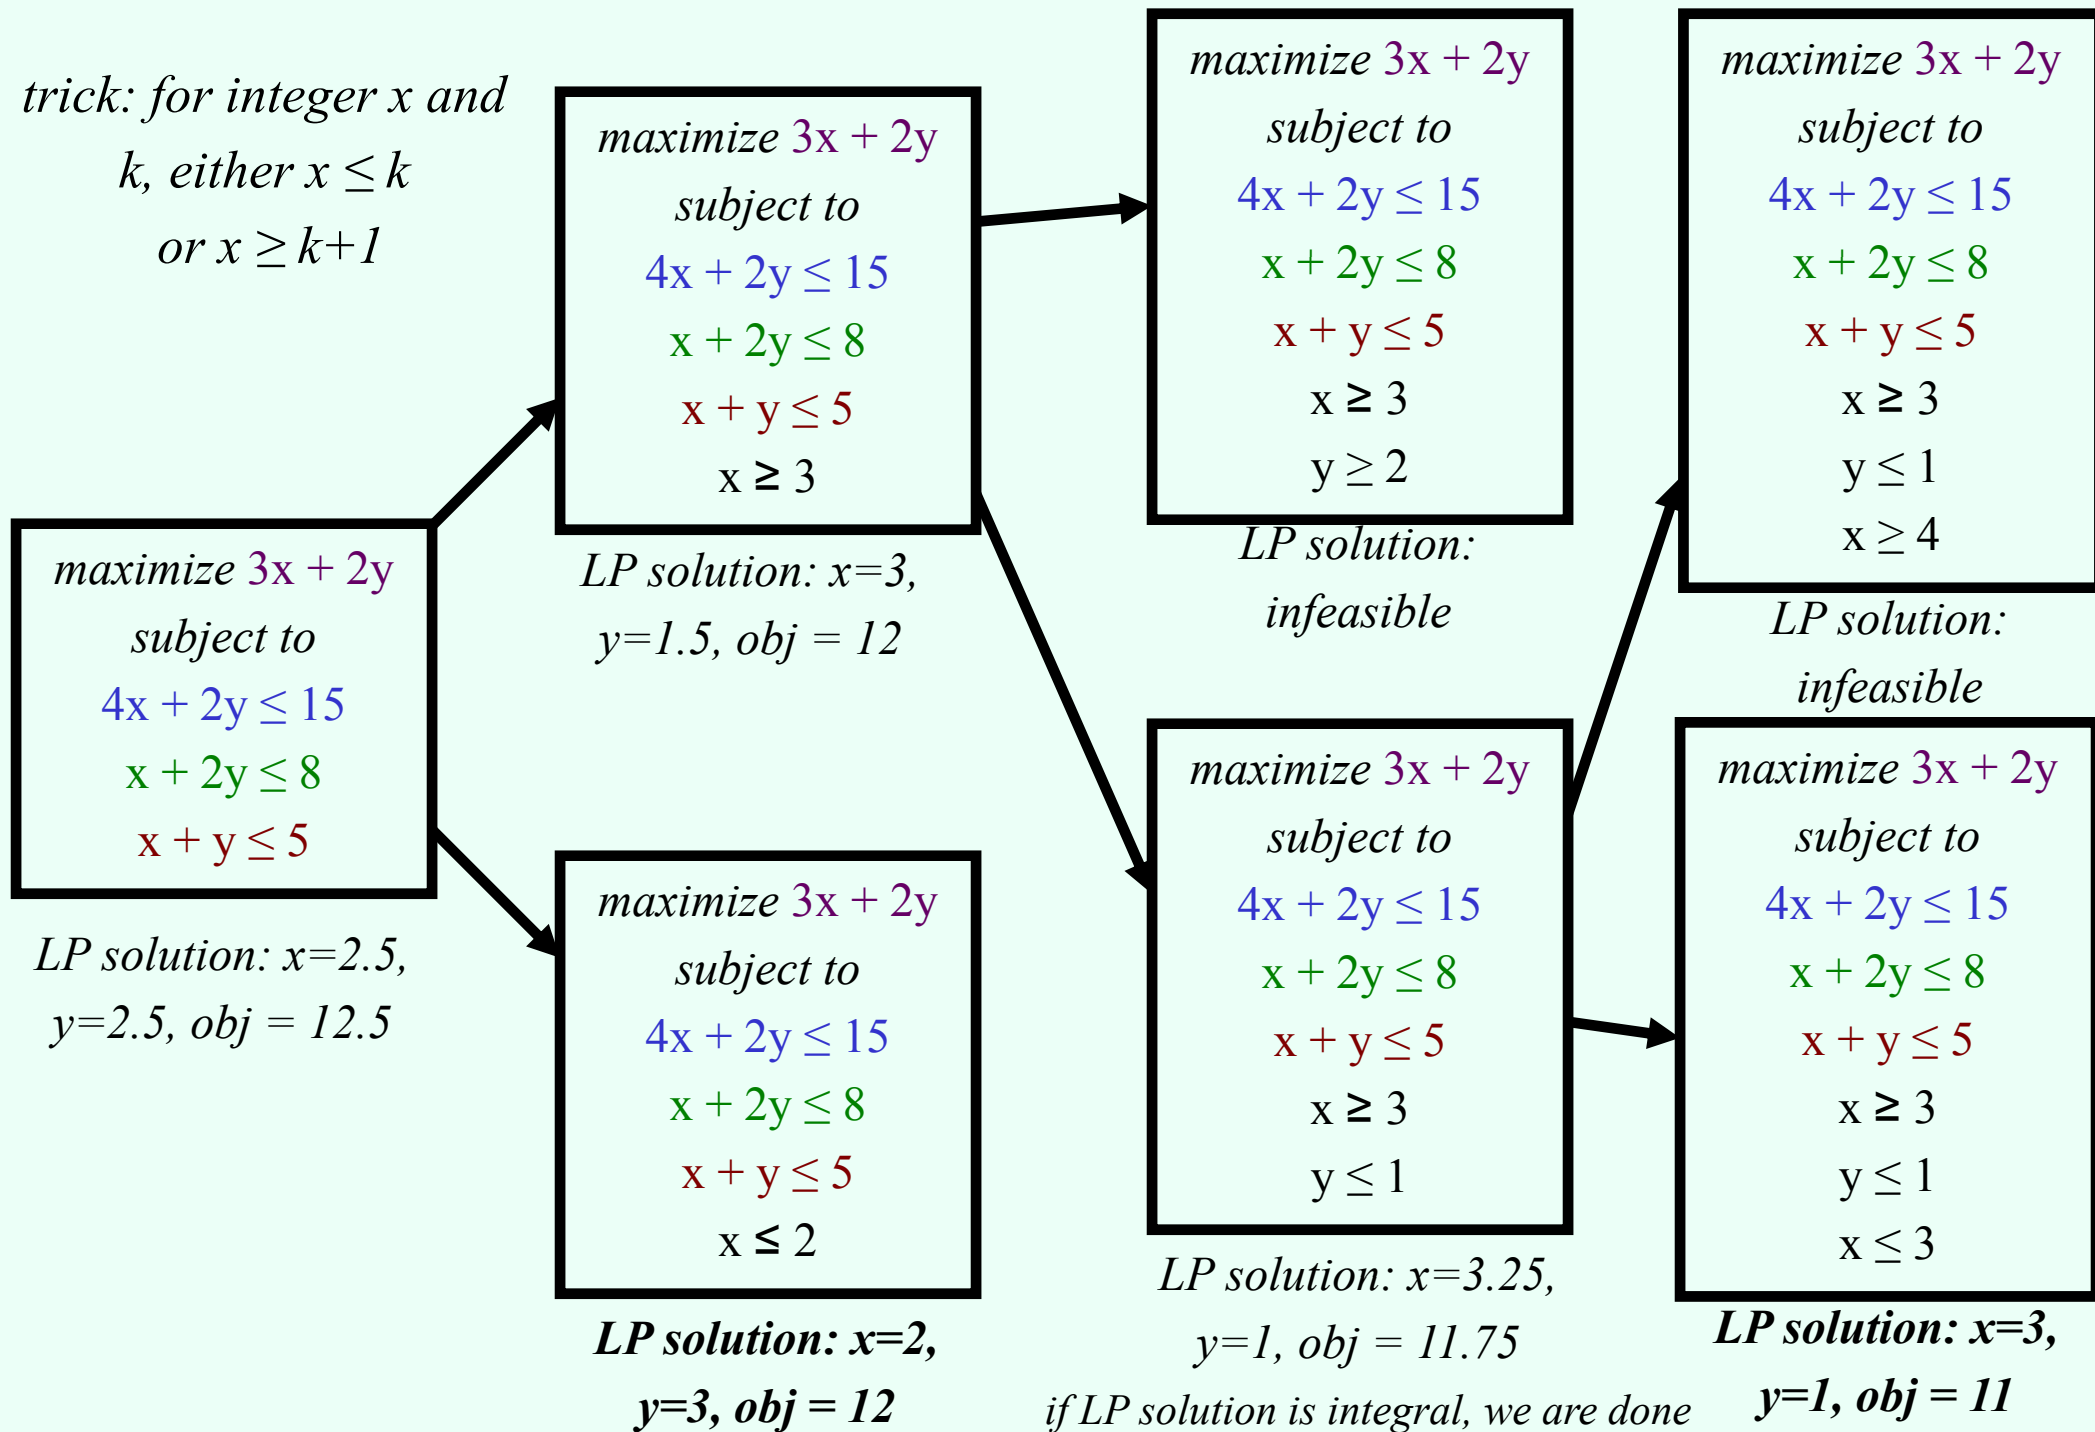 trick: for integer x and
k, either x ≤ k
or x ≥ k+1
maximize 3x + 2y
subject to
4x + 2y ≤ 15
x + 2y ≤ 8
x + y ≤ 5
LP solution: x=2.5,
y=2.5, obj = 12.5
maximize 3x + 2y
subject to
4x + 2y ≤ 15
x + 2y ≤ 8
x + y ≤ 5
x ≥ 3
LP solution: x=3,
y=1.5, obj = 12
maximize 3x + 2y
subject to
4x + 2y ≤ 15
x + 2y ≤ 8
x + y ≤ 5
x ≤ 2
LP solution: x=2,
y=3, obj = 12
maximize 3x + 2y
subject to
4x + 2y ≤ 15
x + 2y ≤ 8
x + y ≤ 5
x ≥ 3
y ≥ 2
LP solution:
infeasible
maximize 3x + 2y
subject to
4x + 2y ≤ 15
x + 2y ≤ 8
x + y ≤ 5
x ≥ 3
y ≤ 1
LP solution: x=3.25,
y=1, obj = 11.75
if LP solution is integral, we are done
maximize 3x + 2y
subject to
4x + 2y ≤ 15
x + 2y ≤ 8
x + y ≤ 5
x ≥ 3
y ≤ 1
x ≥ 4
LP solution:
infeasible
maximize 3x + 2y
subject to
4x + 2y ≤ 15
x + 2y ≤ 8
x + y ≤ 5
x ≥ 3
y ≤ 1
x ≤ 3
LP solution: x=3,
y=1, obj = 11